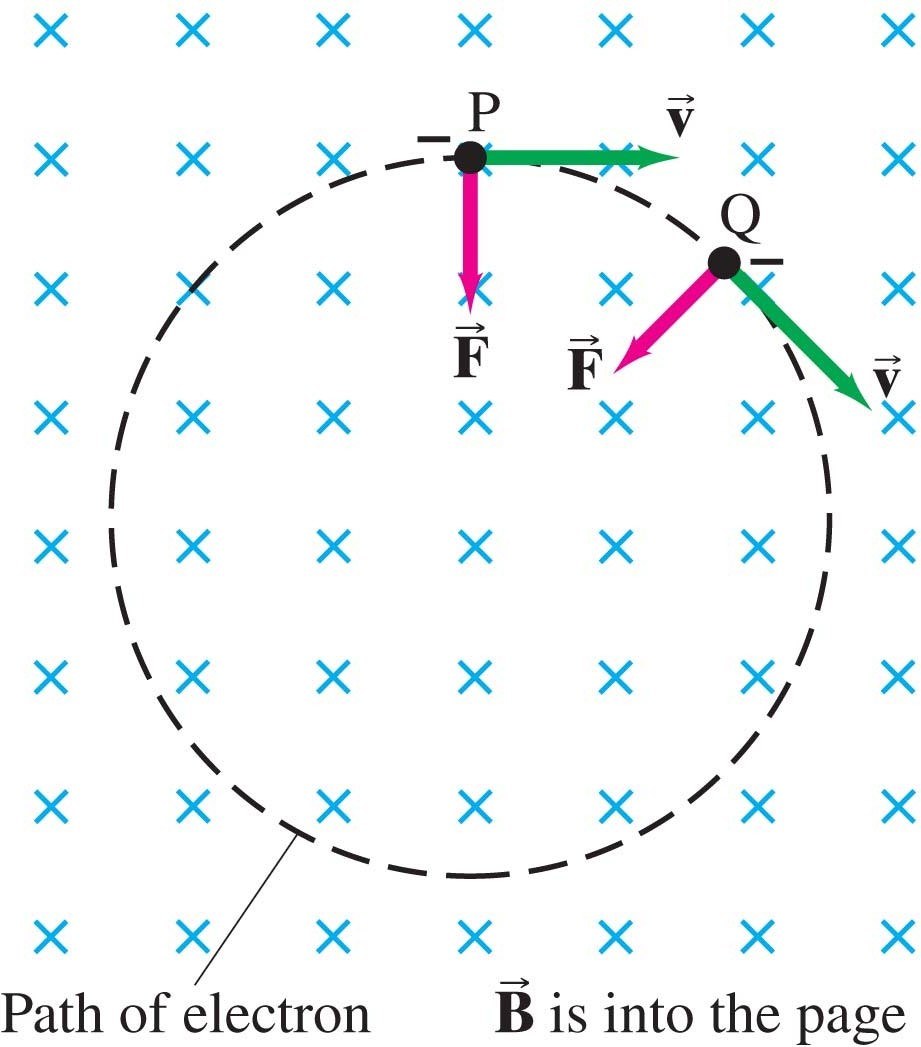 P
v⃗
Q
F⃗
F⃗
v⃗
Path of electron
B⃗ is into the page